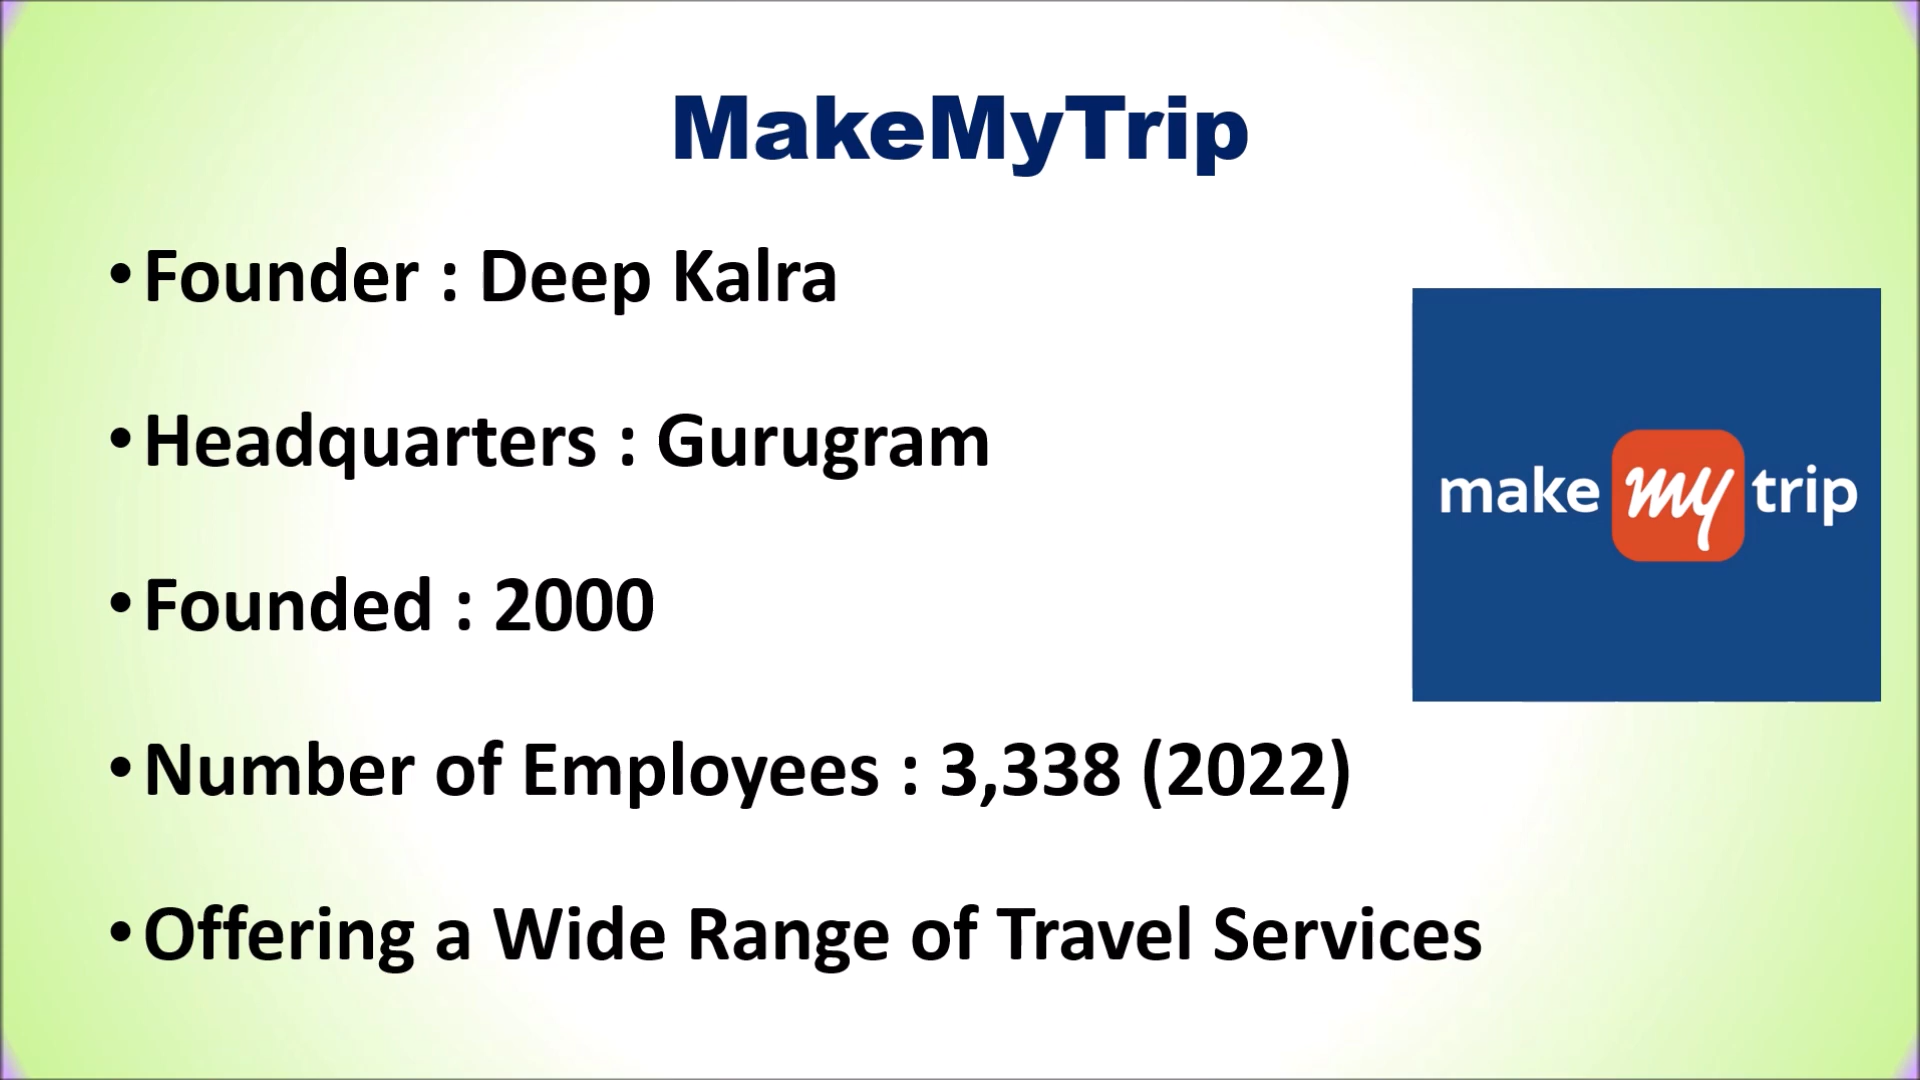 MakeMyTrip
•Founder : Deep Kalra
•Headquarters : Gurugram
•Founded : 2000
•Number of Employees : 3,338 (2022)
•Offering a Wide Range of Travel Services
make my trip